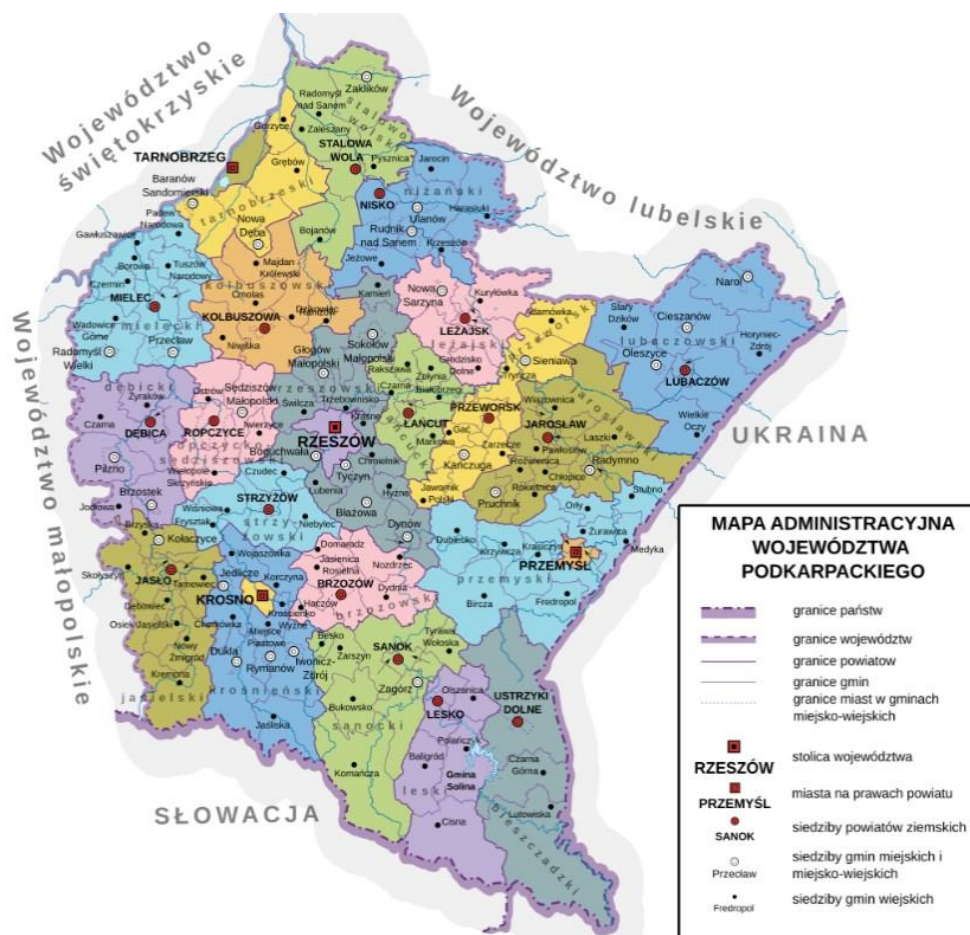 Województwo
świętokrzyskie
Województwo lubelskie
Województwo małopolskie
SŁOWACJA
UKRAINA
Zaklików
Radomyśl
nad Sanem
stalowo
wolski
Zaleszany
Gorzyce
STALOWA
WOLA
Pysznica
Jarocin
TARNOBRZEG
Grębów
Baranów
Sandomierski
tarnobrzeski
NISKO
niżański
Ulanów
Harasiuki
Rudnik
nad Sanem
Krzeszów
Jeżowe
Nowa
Dęba
Bojanów
Padew
Narodowa
Gawłuszowice
Borowa
Tuszów
Narodowy
Czermin
MIELEC
mielecki
Wadowice
Górne
Przecław
Radomyśl
Wielki
Majdan
Królewski
kolbuszowski
Cmolas
KOLBUSZOWA
Dzikowiec
Raniżów
Niwiska
Kamień
Nowa
Sarzyna
Kuryłówka
LEŻAJSK
leżajski
Grodzisko
Dolne
Adamówka
przeworski
Sieniawa
Tryńcza
Narol
Cieszanów
Stary
Dzików
lubaczowski
Oleszyce
Horyniec-
Zdrój
LUBACZÓW
Wielkie
Oczy
Głogów
Małopolski
Sokołów
Małopolski
rzeszowski
Rakszawa
Żołynia
Czarna
Białobrzegi
Świlcza
Trzebownisko
Krasne
RZESZÓW
Boguchwała
Tyczyn
Chmielnik
Lubenia
Hyżne
Błażowa
Dynów
ŁAŃCUT
łańcucki
Markowa
PRZEWORSK
Gać
Zarzecze
Kańczuga
Jawornik
Polski
Wiązownica
JAROSŁAW
jarosławski
Laszki
Pawłosiów
Radymno
Roźwienica
Chłopice
Rokietnica
Pruchnik
dębicki
Żyraków
Czarna
DĘBICA
Pilzno
Brzostek
Jodłowa
Ostrów
Sędziszów
Małopolski
ROPCZYCE
Iwierzyce
ropczycko
sędziszowski
Wielopole
Skrzyńskie
Czudec
STRZYŻÓW
Wiśniowa
Frysztak
strzy-
żowski
Niebylec
Stubno
Orły
Żurawica
Medyka
Dubiecko
Krzywcza
Krasiczyn
PRZEMYŚL
przemyski
Bircza
Fredropol
Brzyska
Kołaczyce
Skołyszyn
JASŁO
Tarnowiec
Dębowiec
Osiek Jasielski
Nowy
Żmigród
Krempna
jasielski
Wojaszówka
Jedlicze
Korczyna
KROSNO
Krościenko
Wyżne
Chorkówka
Miejsce
Piastowe
Dukla
Rymanów
Iwonicz-
Zdrój
krośnieński
Jaśliska
Domaradz
Jasienica
Rosielna
Nozdrzec
BRZOZÓW
Dydnia
Haczów
brzozowski
Besko
Zarszyn
SANOK
Tyrawa
Wołoska
Zagórz
Bukowsko
sanocki
Komańcza
Olszanica
LESKO
Polańczyk
Baligród
leski
Gmina
Solina
Cisna
USTRZYKI
DOLNE
Czarna
Górna
Lutowiska
bieszczadzki
MAPA ADMINISTRACYJNA
WOJEWÓDZTWA
PODKARPACKIEGO
granice państw
granice województw
granice powiatow
granice gmin
granice miast w gminach
miejsko-wiejskich
RZESZÓW
stolica województwa
PRZEMYŚL
miasta na prawach powiatu
SANOK
siedziby powiatów ziemskich
Przecław
siedziby gmin miejskich i
miejsko-wiejskich
Fredropol
siedziby gmin wiejskich